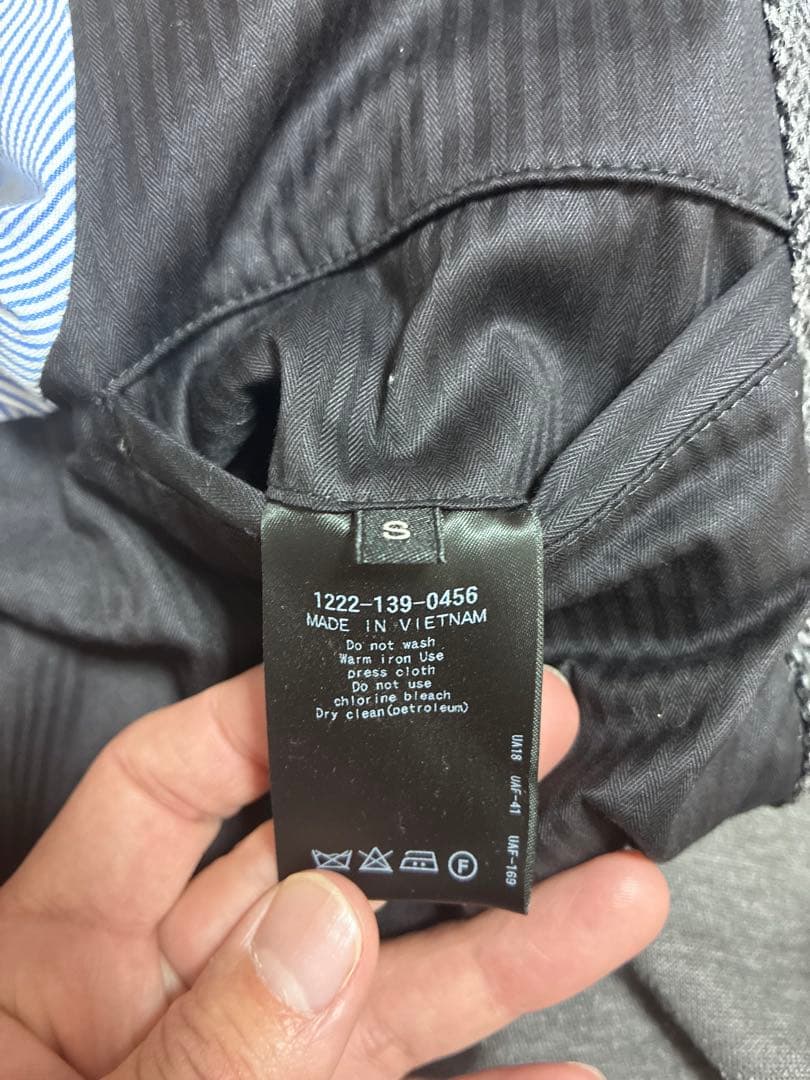 S
1222-139-0456
MADE IN VIETNAM
Do not wash
Warm iron Use
press cloth
Do not use
chlorine bleach
Dry clean(petroleum)
UA18 UAF-41 UAF-169
F